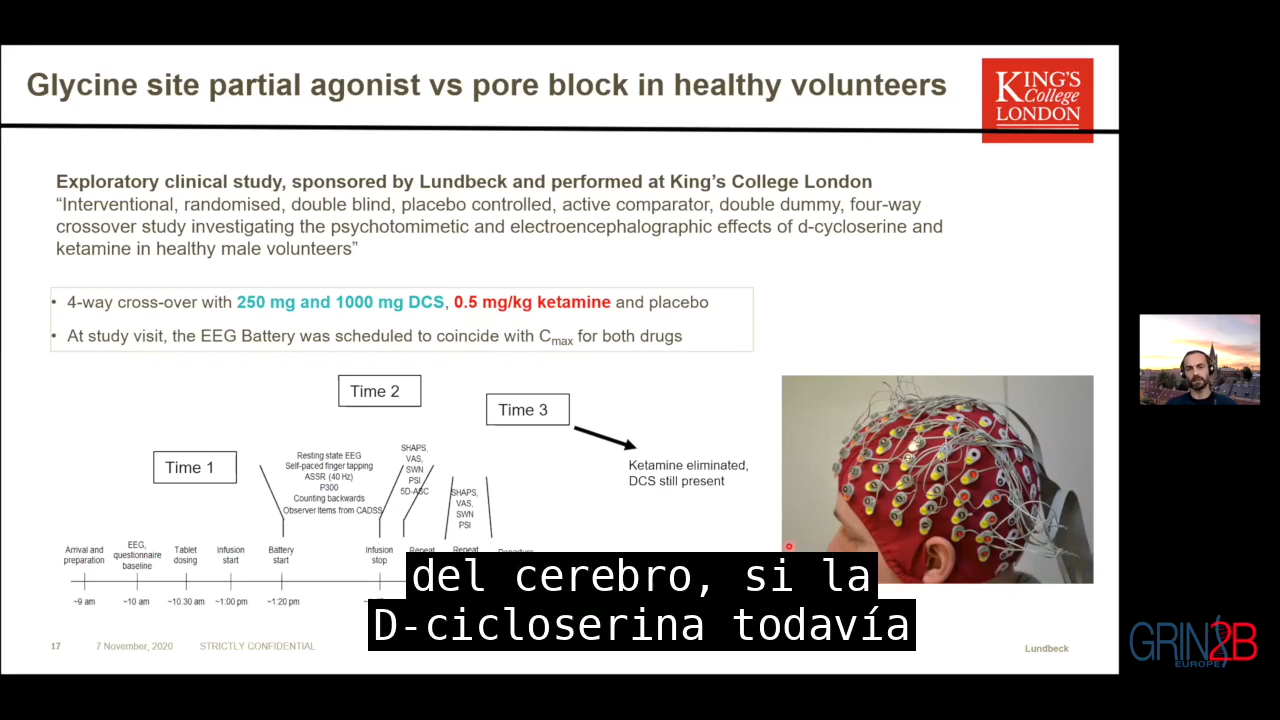 Glycine site partial agonist vs pore block in healthy volunteers
KING'S
College
LONDON
Exploratory clinical study, sponsored by Lundbeck and performed at King's College London
“Interventional, randomised, double blind, placebo controlled, active comparator, double dummy, four-way
crossover study investigating the psychotomimetic and electroencephalographic effects of d-cycloserine and
ketamine in healthy male volunteers”
• 4-way cross-over with 250 mg and 1000 mg DCS, 0.5 mg/kg ketamine and placebo
• At study visit, the EEG Battery was scheduled to coincide with Cmax for both drugs
Time 1
Time 2
Time 3
Ketamine eliminated,
DCS still present
Resting state EEG
Self-paced finger tapping
ASSR (40 Hz)
P300
Counting backwards
Observer items from CADSS
SHAPS,
VAS,
SWN
PSI
5D-ASC
SHAPS,
VAS,
SWN
PSI
Arrival and
preparation
EEG,
questionnaire
baseline
Tablet
dosing
Infusion
start
Battery
start
Infusion
stop
Repeat
Repeat
Departure
~9 am
~10 am
~10.30 am
~1:00 pm
~1:20 pm
del cerebro, si la
D-cicloserina todavía
17
7 November, 2020
STRICTLY CONFIDENTIAL
Lundbeck
GRIN2B
EUROPE